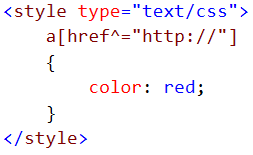 <style type="text/css">
    a[href^="http://"]
    {
        color: red;
    }
</style>